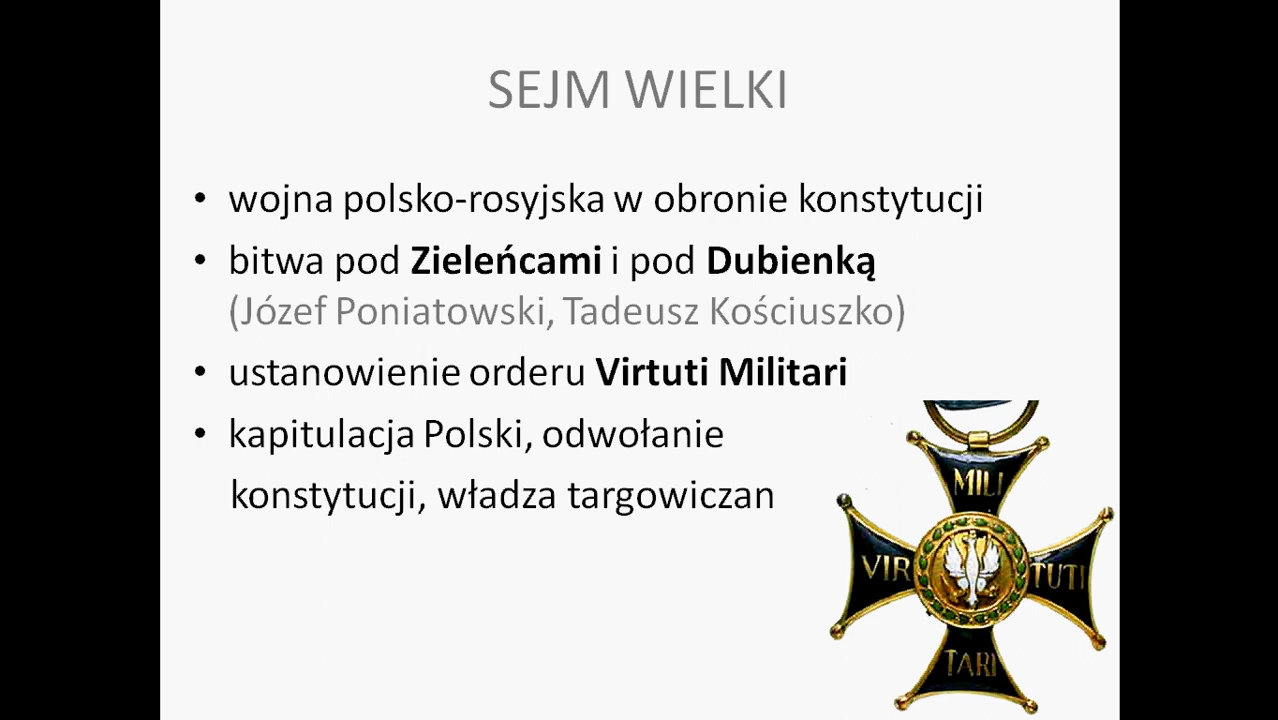 SEJM WIELKI
• wojna polsko-rosyjska w obronie konstytucji
• bitwa pod Zieleńcami i pod Dubienką
(Józef Poniatowski, Tadeusz Kościuszko)
• ustanowienie orderu Virtuti Militari
• kapitulacja Polski, odwołanie
konstytucji, władza targowiczan
MILI
VIR TUTI
TARI